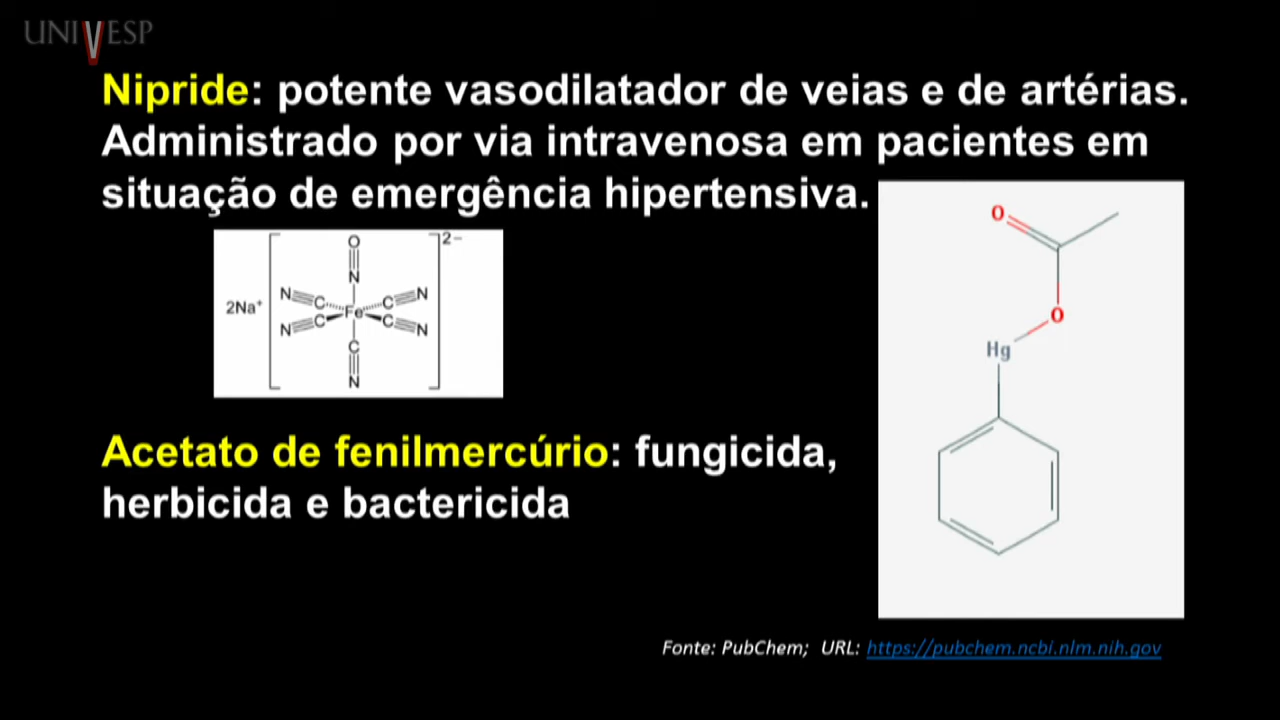 UNIVESP
Nipride: potente vasodilatador de veias e de artérias.
Administrado por via intravenosa em pacientes em
situação de emergência hipertensiva.
2Na+
2–
O
N
N C C N
Fe
N C C N
C
N
O
O
Hg
Acetato de fenilmercúrio: fungicida,
herbicida e bactericida
Fonte: PubChem; URL: https://pubchem.ncbi.nlm.nih.gov